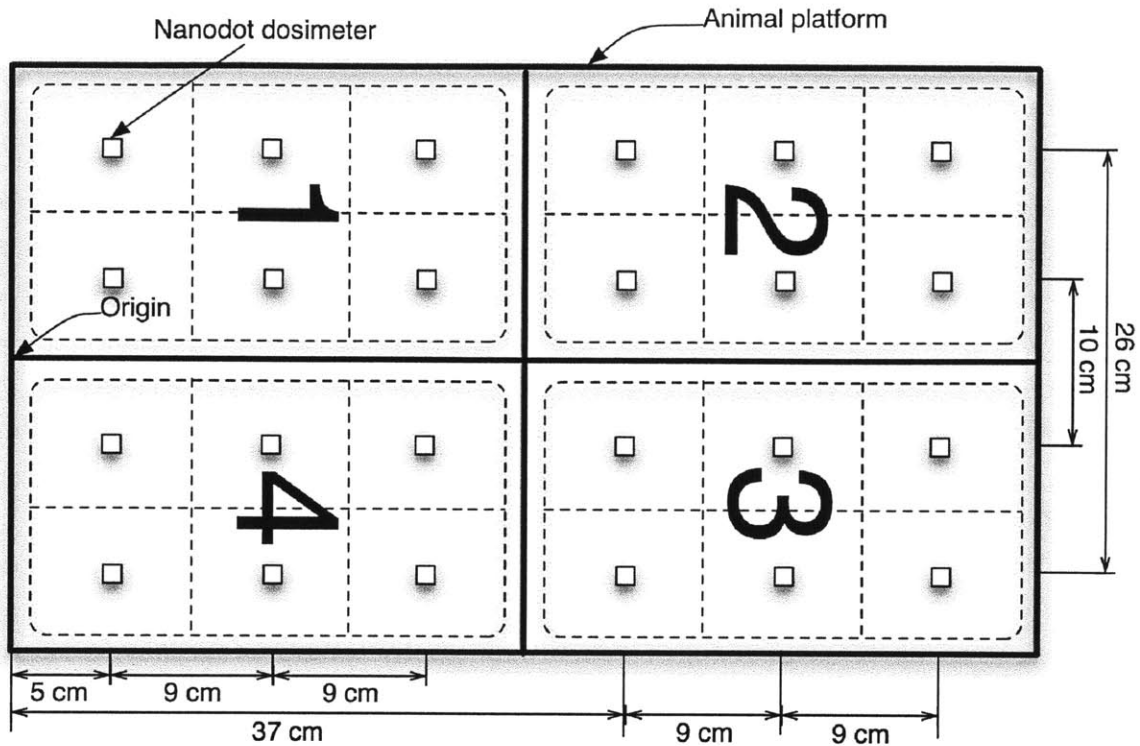 Animal platform
Nanodot dosimeter
1
2
Origin
10 cm
26 cm
4
3
5 cm
9 cm
9 cm
37 cm
9 cm
9 cm